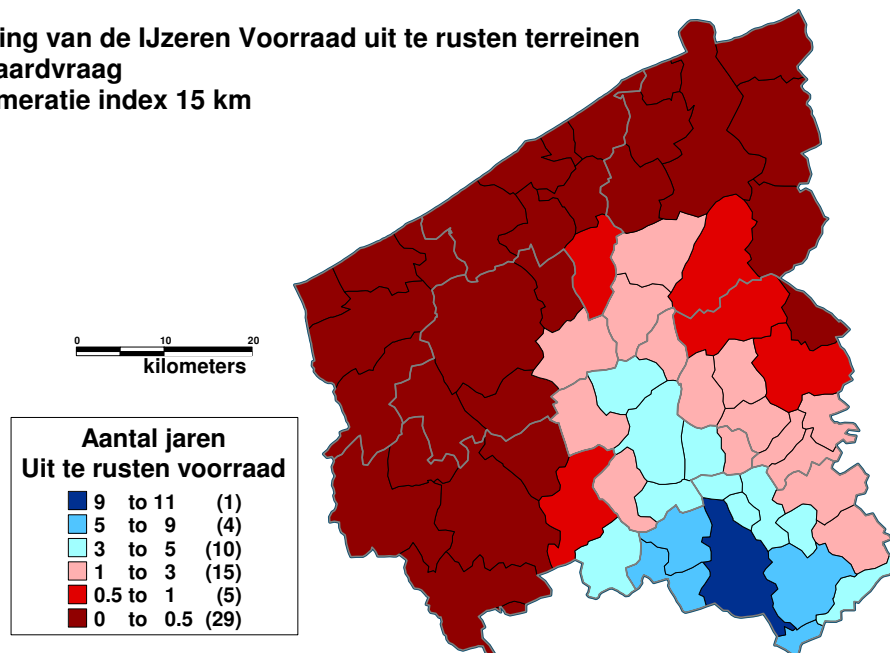 ing van de IJzeren Voorraad uit te rusten terreinen
aardvraag
meratie index 15 km
0 10 20
kilometers
Aantal jaren
Uit te rusten voorraad
9 to 11 (1)
5 to 9 (4)
3 to 5 (10)
1 to 3 (15)
0.5 to 1 (5)
0 to 0.5 (29)